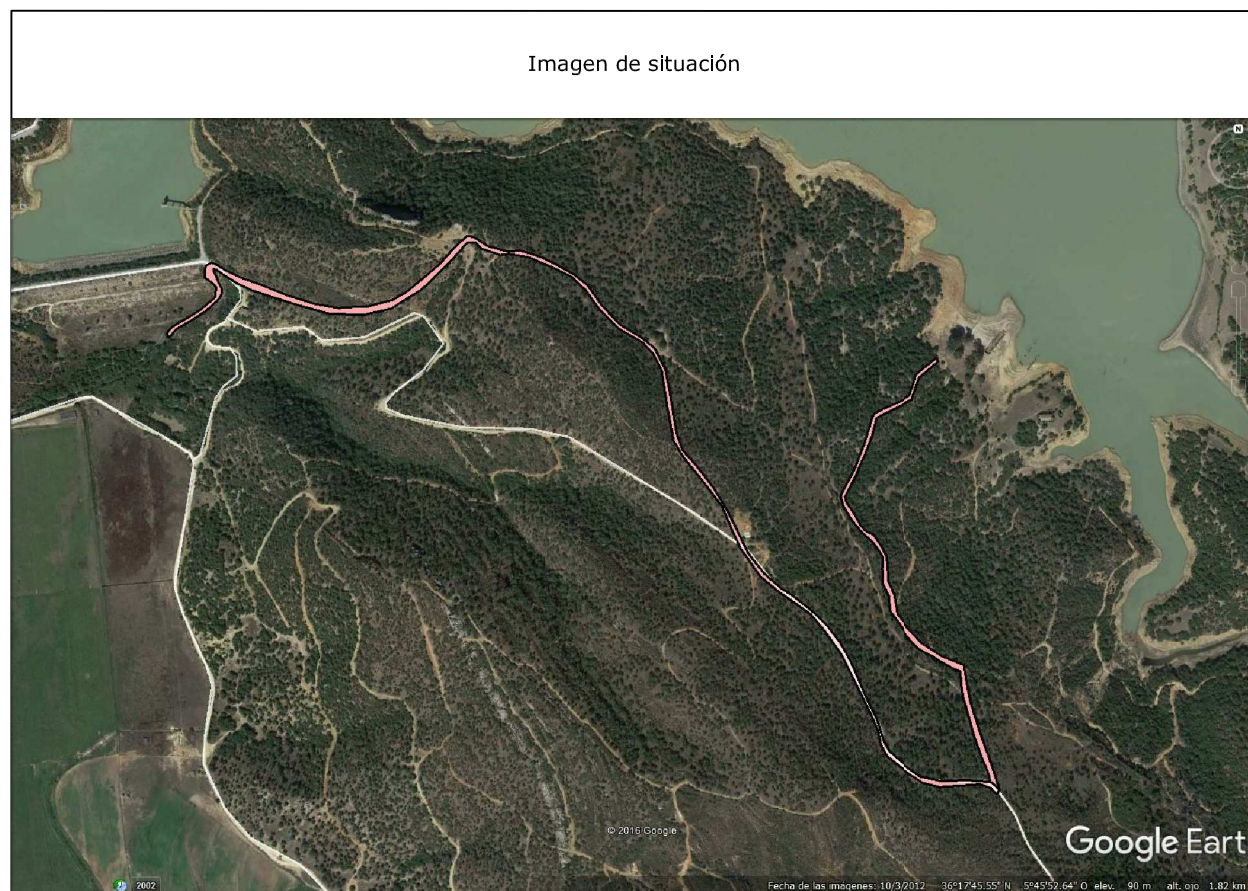 Imagen de situación
N
© 2016 Google
Google Eart
2002
Fecha de las imágenes: 10/3/2012 36°17'45.55" N 5°45'52.64" O elev. 90 m alt. ojo 1.82 km